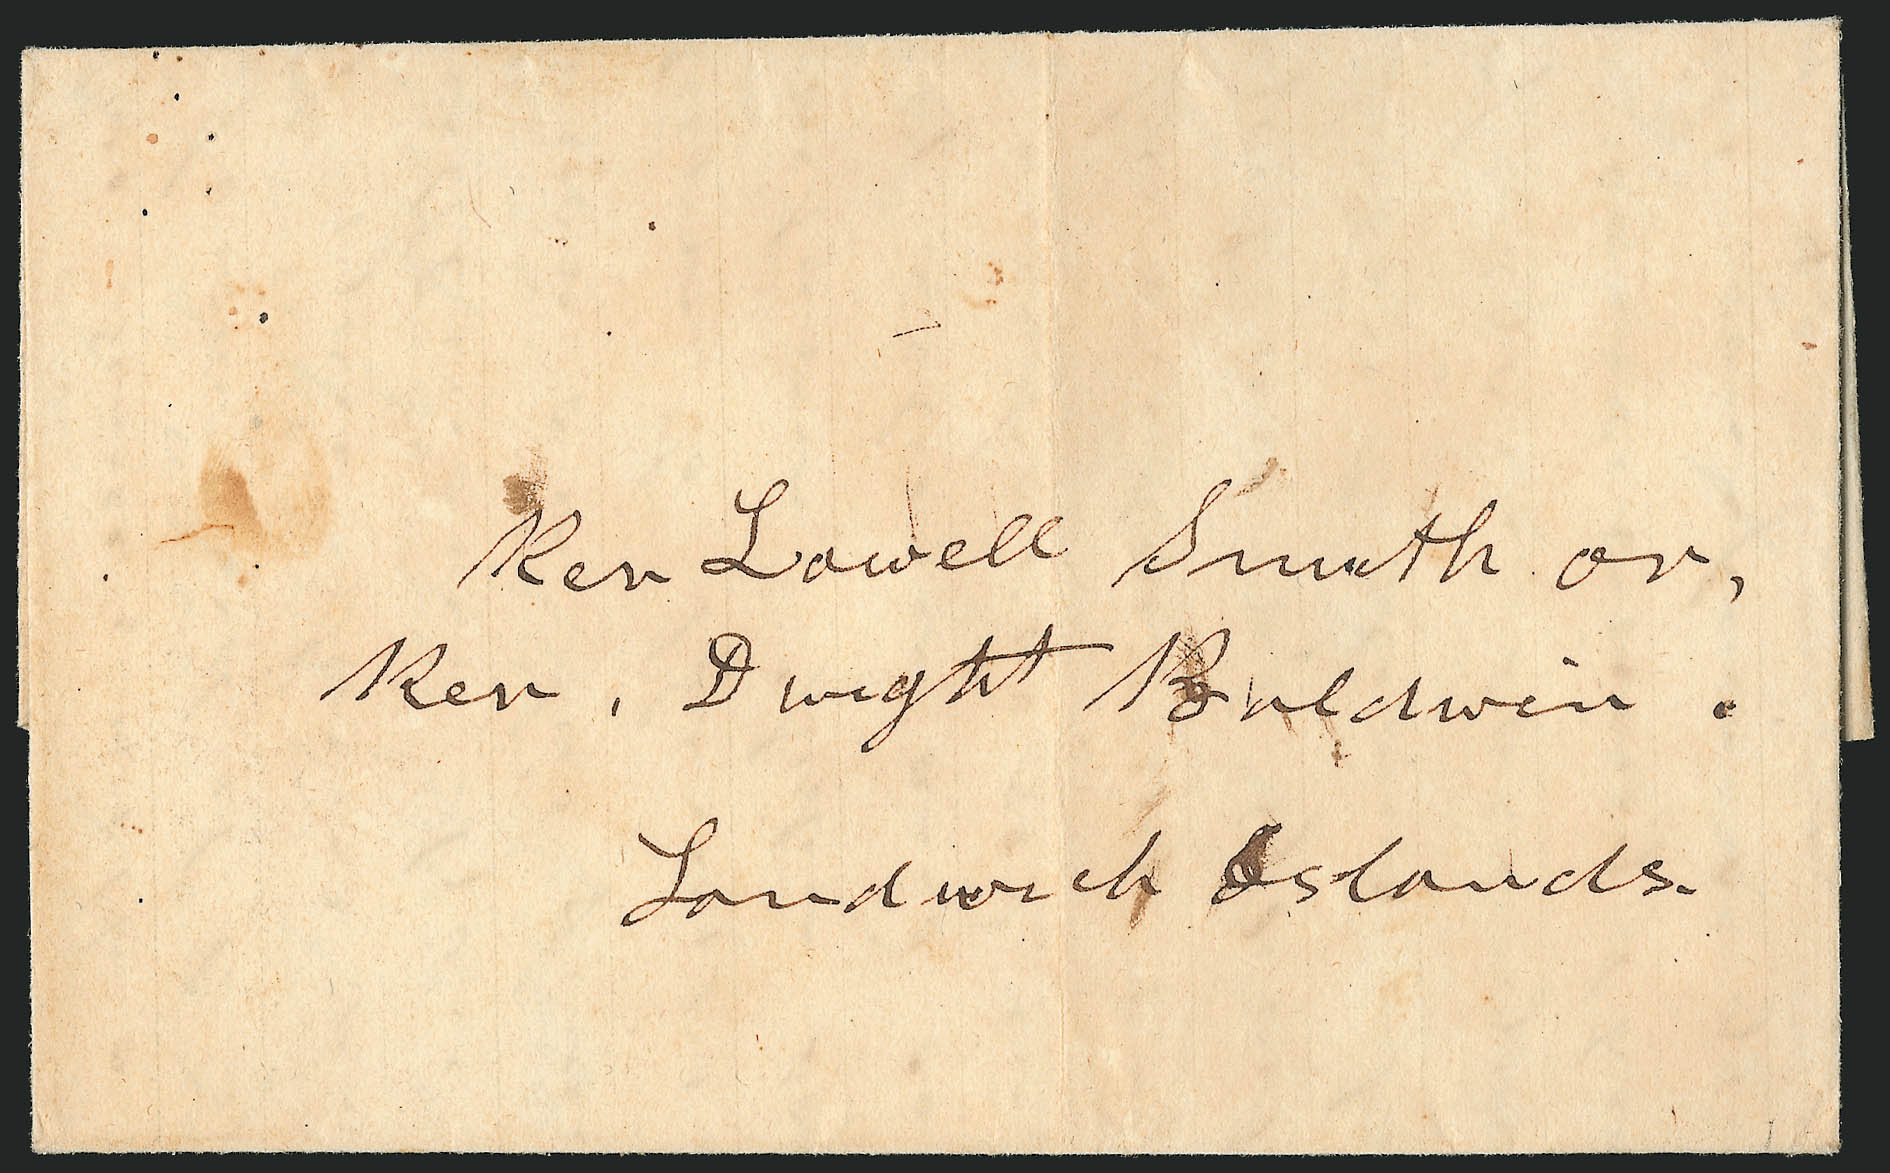 Rev Lowell Smith or,
Rev, Dwight Baldwin.
Sandwich Islands.